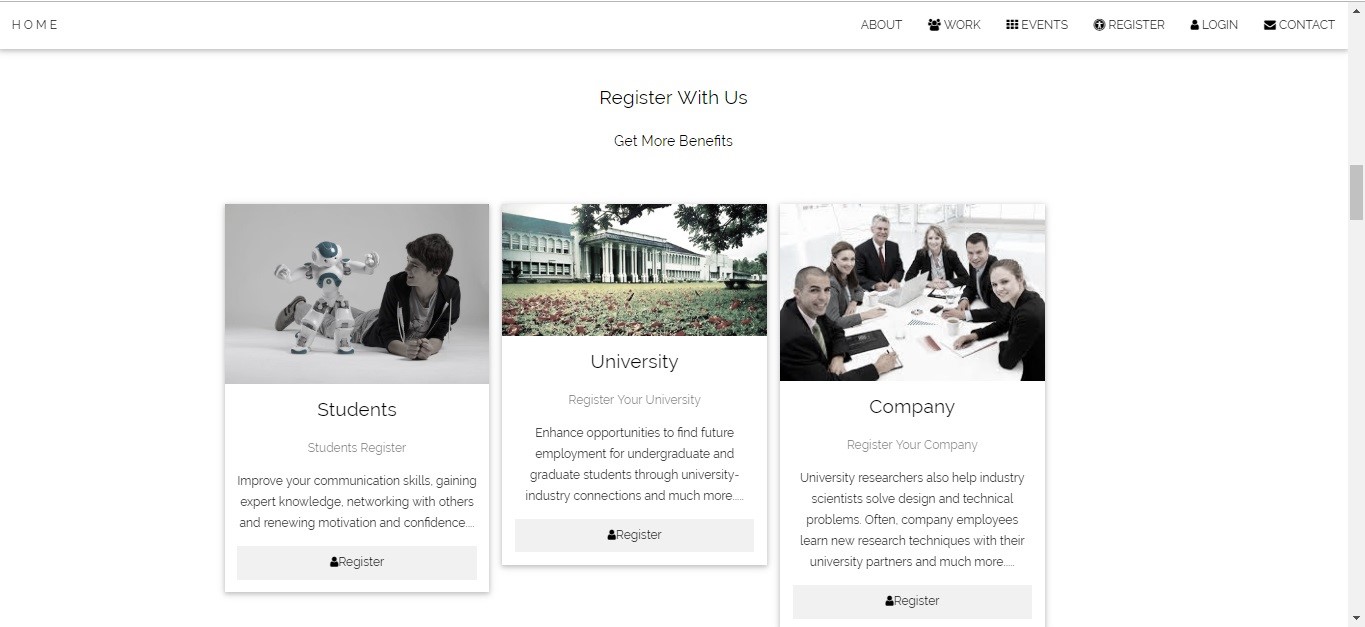 HOME
ABOUT
WORK
EVENTS
REGISTER
LOGIN
CONTACT
Register With Us
Get More Benefits
Students
Students Register
Improve your communication skills, gaining
expert knowledge, networking with others
and renewing motivation and confidence....
Register
University
Register Your University
Enhance opportunities to find future
employment for undergraduate and
graduate students through university-
industry connections and much more.....
Register
Company
Register Your Company
University researchers also help industry
scientists solve design and technical
problems. Often, company employees
learn new research techniques with their
university partners and much more.....
Register